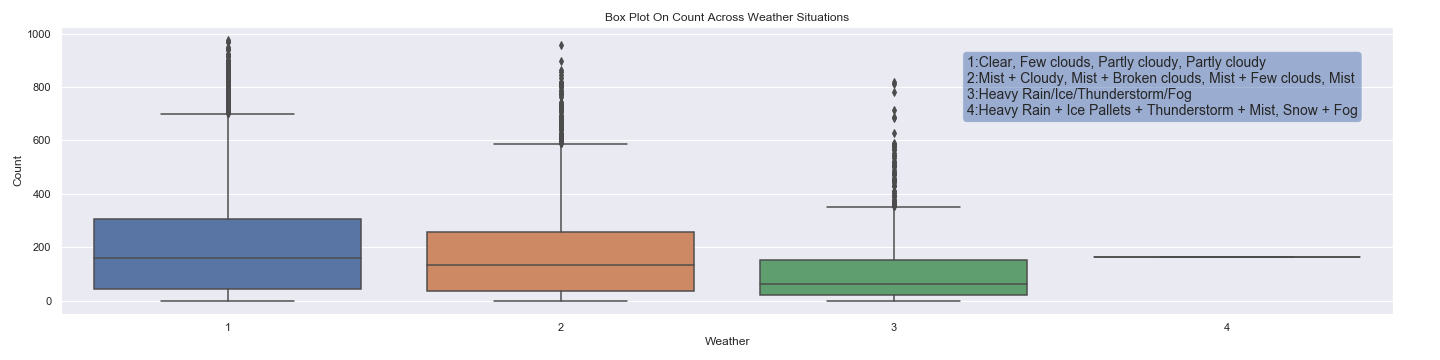 Box Plot On Count Across Weather Situations
1000
800
600
400
200
0
Count
1:Clear, Few clouds, Partly cloudy, Partly cloudy
2:Mist + Cloudy, Mist + Broken clouds, Mist + Few clouds, Mist
3:Heavy Rain/Ice/Thunderstorm/Fog
4:Heavy Rain + Ice Pallets + Thunderstorm + Mist, Snow + Fog
1 2 3 4
Weather